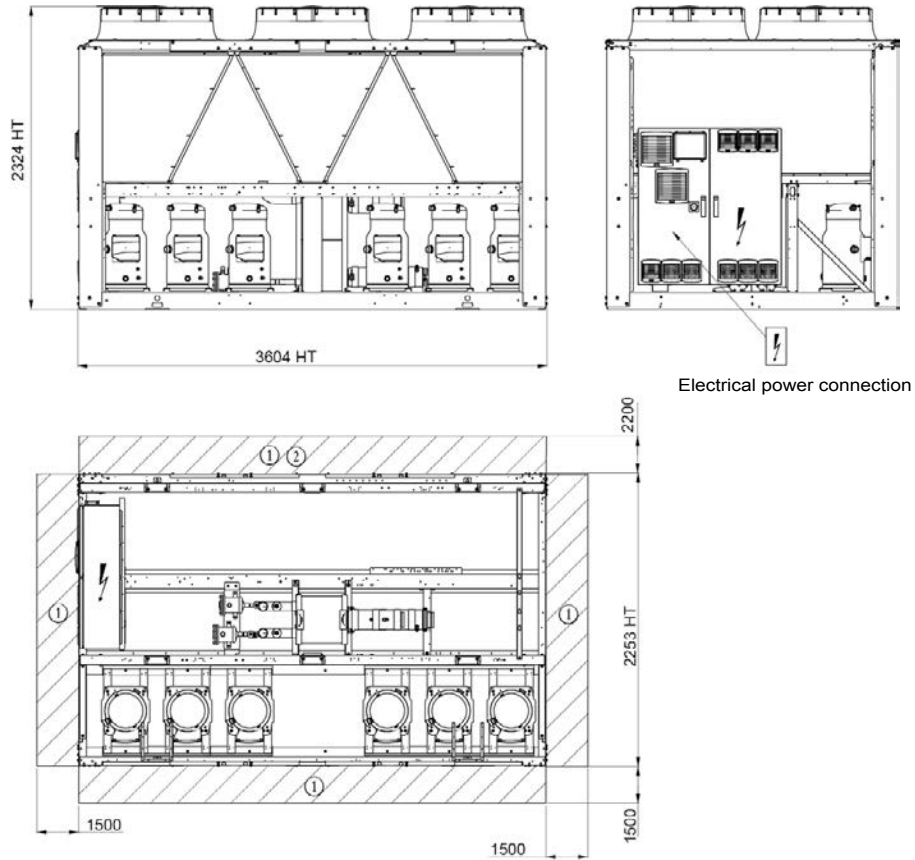 2324 HT
3604 HT
Electrical power connection
2200
① ②
①
①
2253 HT
①
1500
1500
1500